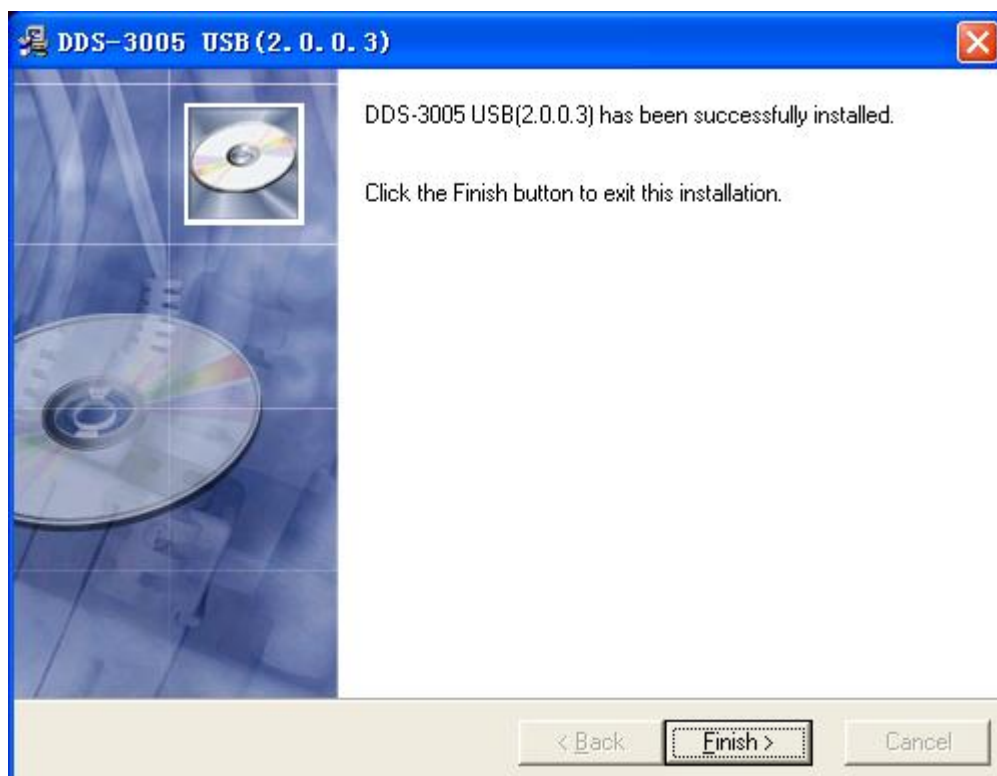 DDS-3005 USB(2.0.0.3)
DDS-3005 USB(2.0.0.3) has been successfully installed.
Click the Finish button to exit this installation.
< Back
Finish >
Cancel